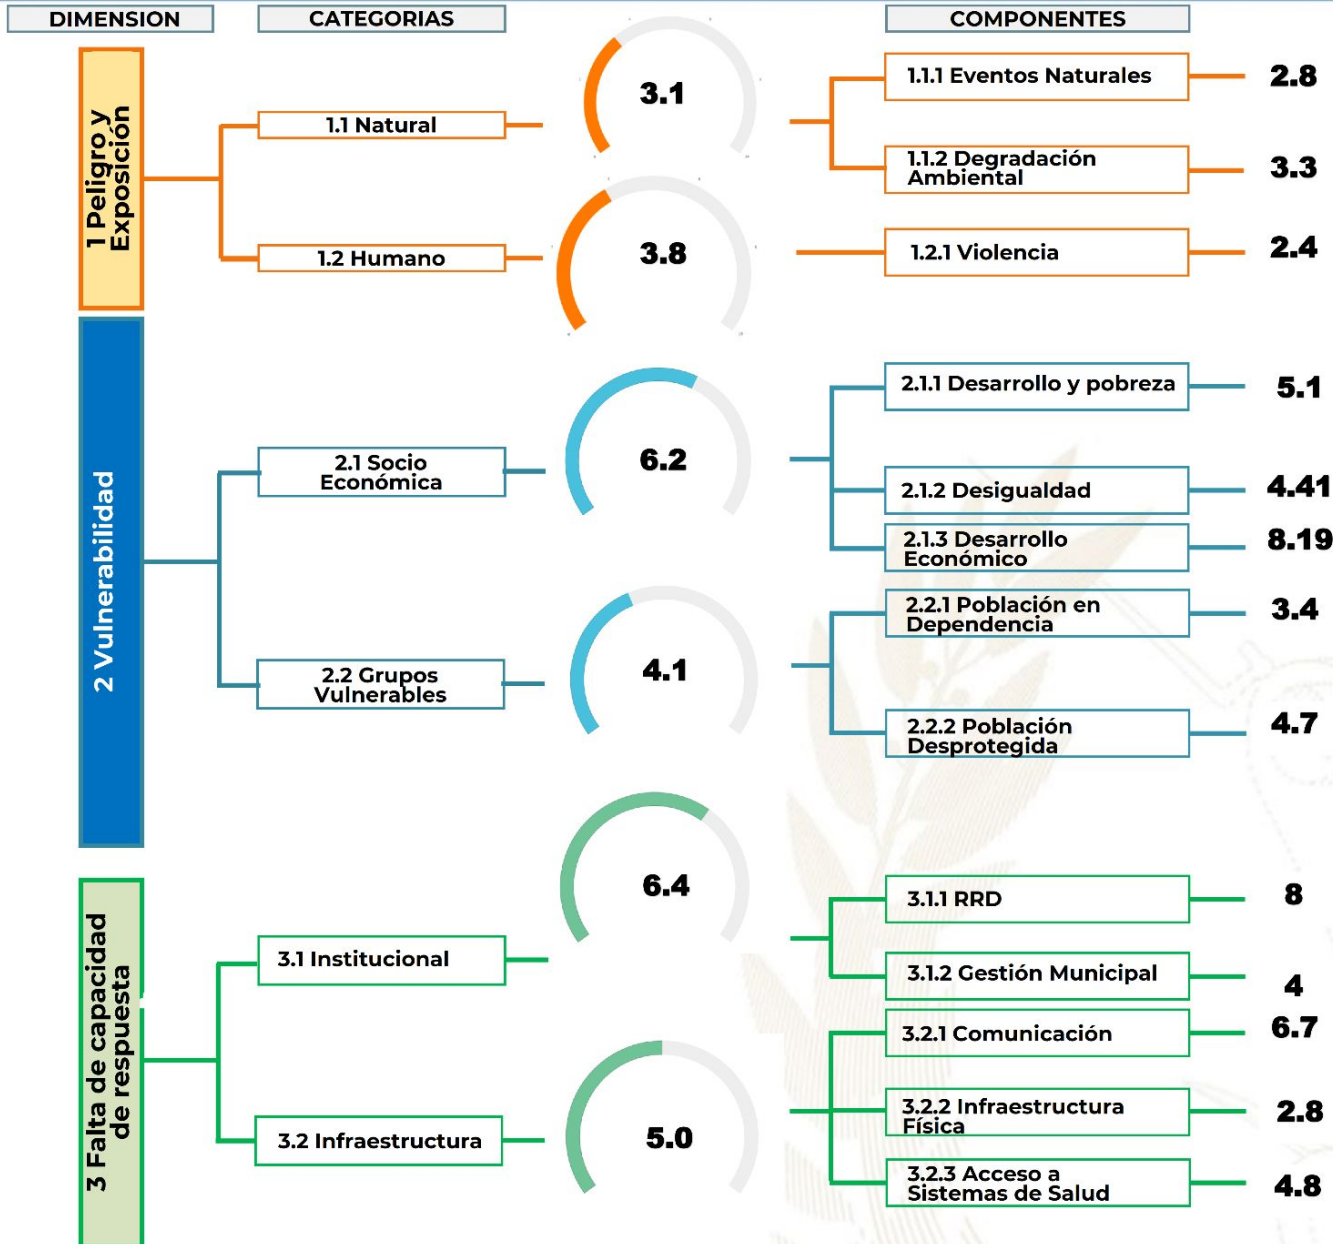 DIMENSION
CATEGORIAS
COMPONENTES
1 Peligro y
Exposición
1.1 Natural
3.1
1.1.1 Eventos Naturales
2.8
1.1.2 Degradación
Ambiental
3.3
1.2 Humano
3.8
1.2.1 Violencia
2.4
2 Vulnerabilidad
2.1 Socio
Económica
6.2
2.1.1 Desarrollo y pobreza
5.1
2.1.2 Desigualdad
4.41
2.1.3 Desarrollo
Económico
8.19
2.2 Grupos
Vulnerables
4.1
2.2.1 Población en
Dependencia
3.4
2.2.2 Población
Desprotegida
4.7
3 Falta de capacidad
de respuesta
3.1 Institucional
6.4
3.1.1 RRD
8
3.1.2 Gestión Municipal
4
3.2 Infraestructura
5.0
3.2.1 Comunicación
6.7
3.2.2 Infraestructura
Física
2.8
3.2.3 Acceso a
Sistemas de Salud
4.8